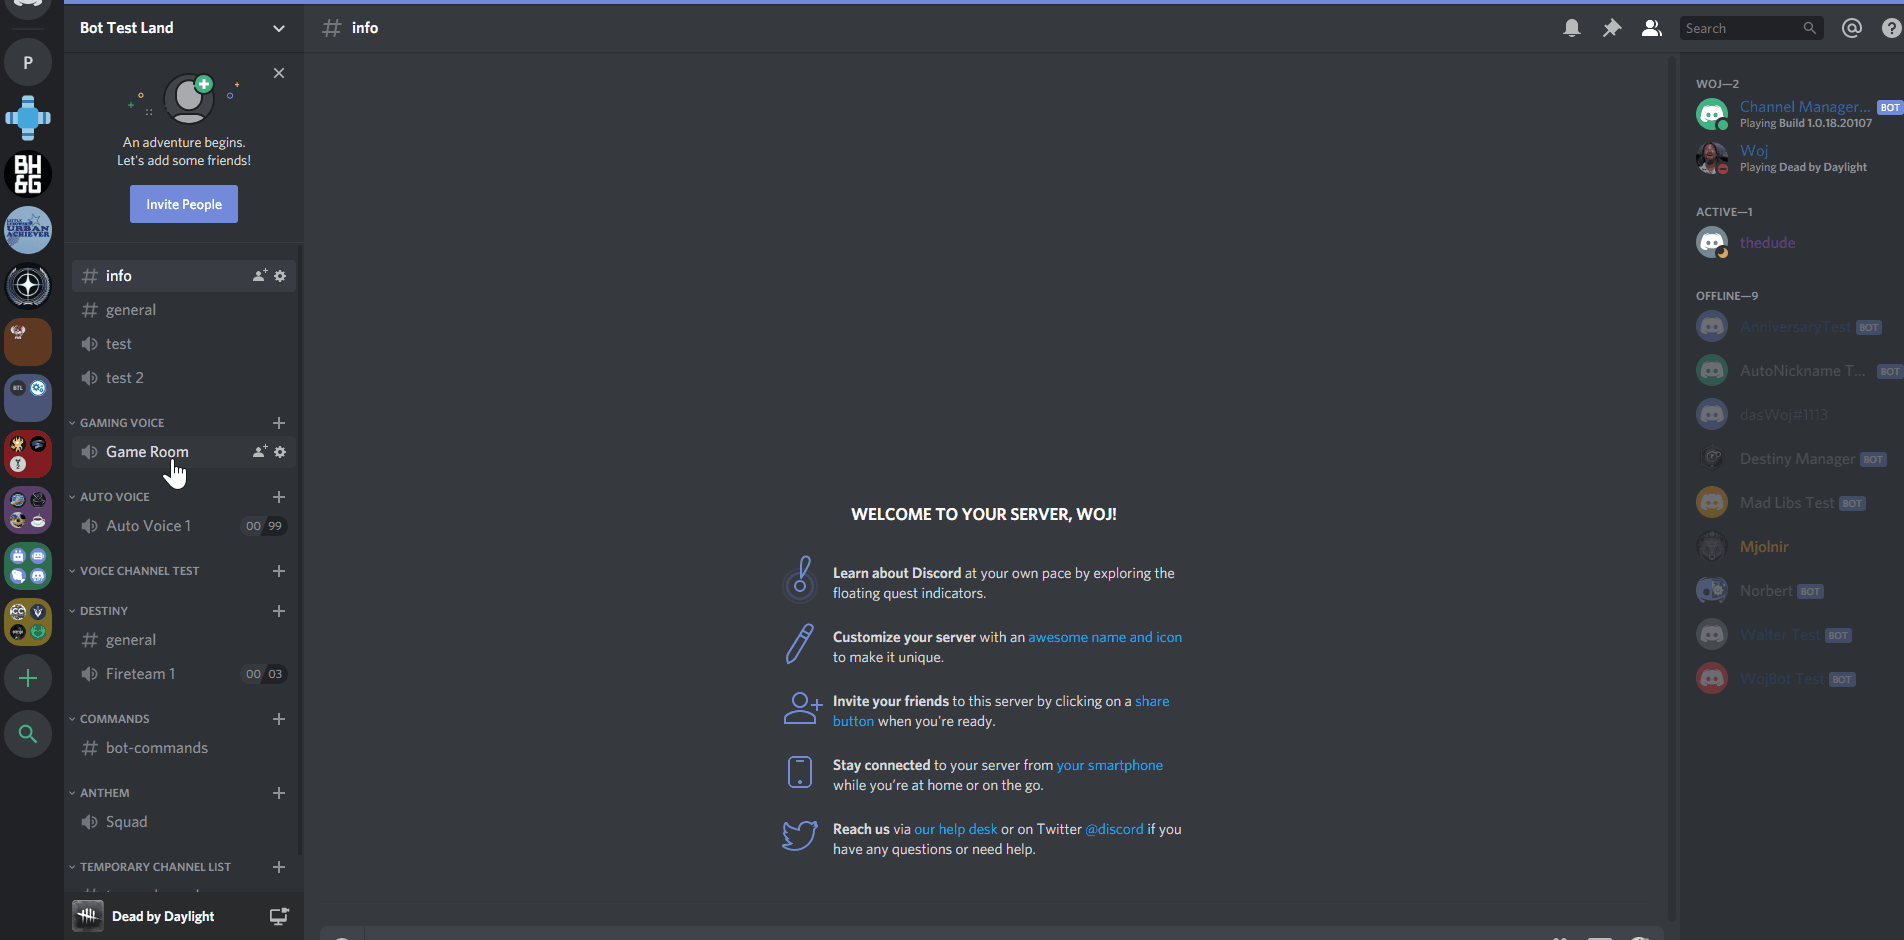 Bot Test Land
info
Search
P
BH
&G
URBAN
ACHIEVER
An adventure begins.
Let's add some friends!
Invite People
info
general
test
test 2
GAMING VOICE
Game Room
AUTO VOICE
Auto Voice 1 00 99
VOICE CHANNEL TEST
DESTINY
general
Fireteam 1 00 03
COMMANDS
bot-commands
ANTHEM
Squad
TEMPORARY CHANNEL LIST
Dead by Daylight
WELCOME TO YOUR SERVER, WOJ!
Learn about Discord at your own pace by exploring the
floating quest indicators.
Customize your server with an awesome name and icon
to make it unique.
Invite your friends to this server by clicking on a share
button when you're ready.
Stay connected to your server from your smartphone
while you're at home or on the go.
Reach us via our help desk or on Twitter @discord if you
have any questions or need help.
WOJ—2
Channel Manager... BOT
Playing Build 1.0.18.20107
Woj
Playing Dead by Daylight
ACTIVE—1
thedude
OFFLINE—9
AnniversaryTest BOT
AutoNickname T... BOT
dasWoj#1113
Destiny Manager BOT
Mad Libs Test BOT
Mjolnir
Norbert BOT
Walter Test BOT
WojBot Test BOT